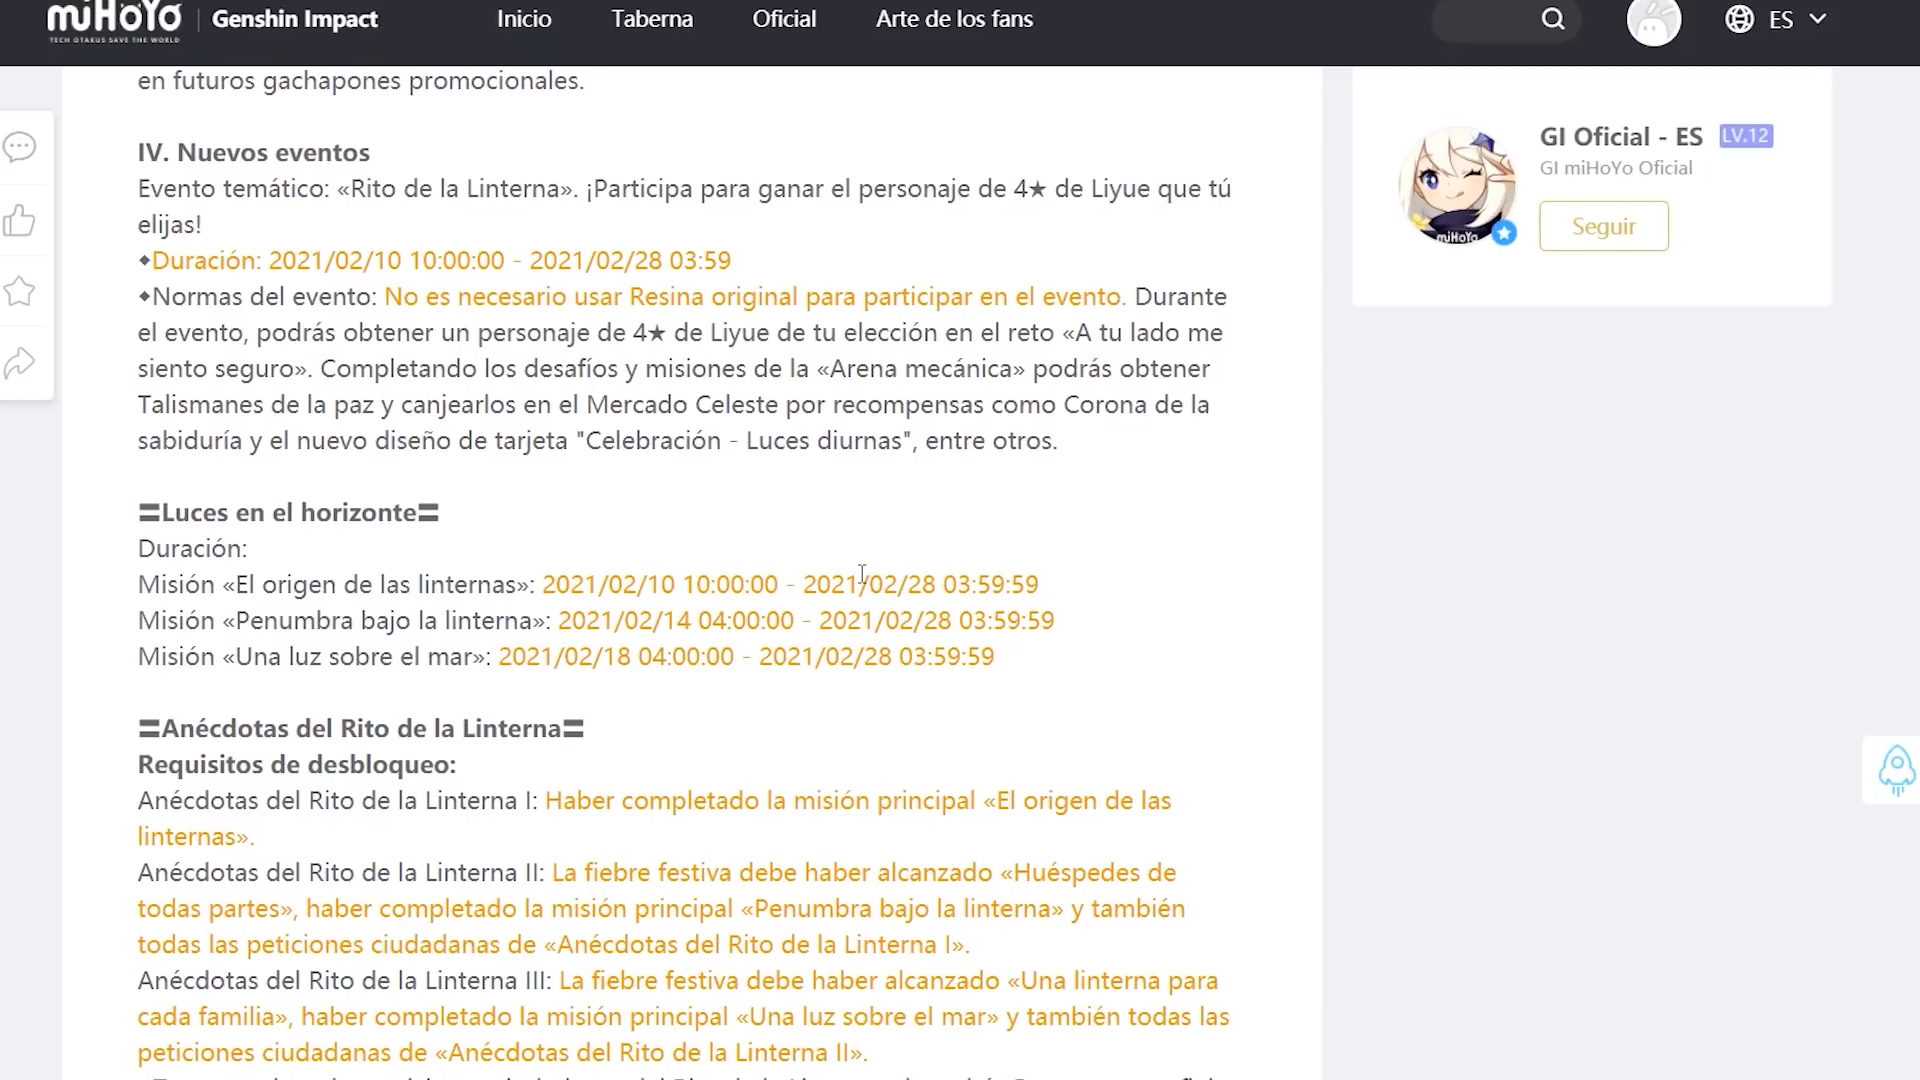 miHoYo
TECH OTAKUS SAVE THE WORLD
Genshin Impact
Inicio
Taberna
Oficial
Arte de los fans
ES
en futuros gachapones promocionales.
IV. Nuevos eventos
Evento temático: «Rito de la Linterna». ¡Participa para ganar el personaje de 4★ de Liyue que tú
elijas!
◆Duración: 2021/02/10 10:00:00 - 2021/02/28 03:59
◆Normas del evento: No es necesario usar Resina original para participar en el evento. Durante
el evento, podrás obtener un personaje de 4★ de Liyue de tu elección en el reto «A tu lado me
siento seguro». Completando los desafíos y misiones de la «Arena mecánica» podrás obtener
Talismanes de la paz y canjearlos en el Mercado Celeste por recompensas como Corona de la
sabiduría y el nuevo diseño de tarjeta "Celebración - Luces diurnas", entre otros.
〓Luces en el horizonte〓
Duración:
Misión «El origen de las linternas»: 2021/02/10 10:00:00 - 2021/02/28 03:59:59
Misión «Penumbra bajo la linterna»: 2021/02/14 04:00:00 - 2021/02/28 03:59:59
Misión «Una luz sobre el mar»: 2021/02/18 04:00:00 - 2021/02/28 03:59:59
〓Anécdotas del Rito de la Linterna〓
Requisitos de desbloqueo:
Anécdotas del Rito de la Linterna I: Haber completado la misión principal «El origen de las
linternas».
Anécdotas del Rito de la Linterna II: La fiebre festiva debe haber alcanzado «Huéspedes de
todas partes», haber completado la misión principal «Penumbra bajo la linterna» y también
todas las peticiones ciudadanas de «Anécdotas del Rito de la Linterna I».
Anécdotas del Rito de la Linterna III: La fiebre festiva debe haber alcanzado «Una linterna para
cada familia», haber completado la misión principal «Una luz sobre el mar» y también todas las
peticiones ciudadanas de «Anécdotas del Rito de la Linterna II».
GI Oficial - ES LV.12
GI miHoYo Oficial
miHoYo
Seguir